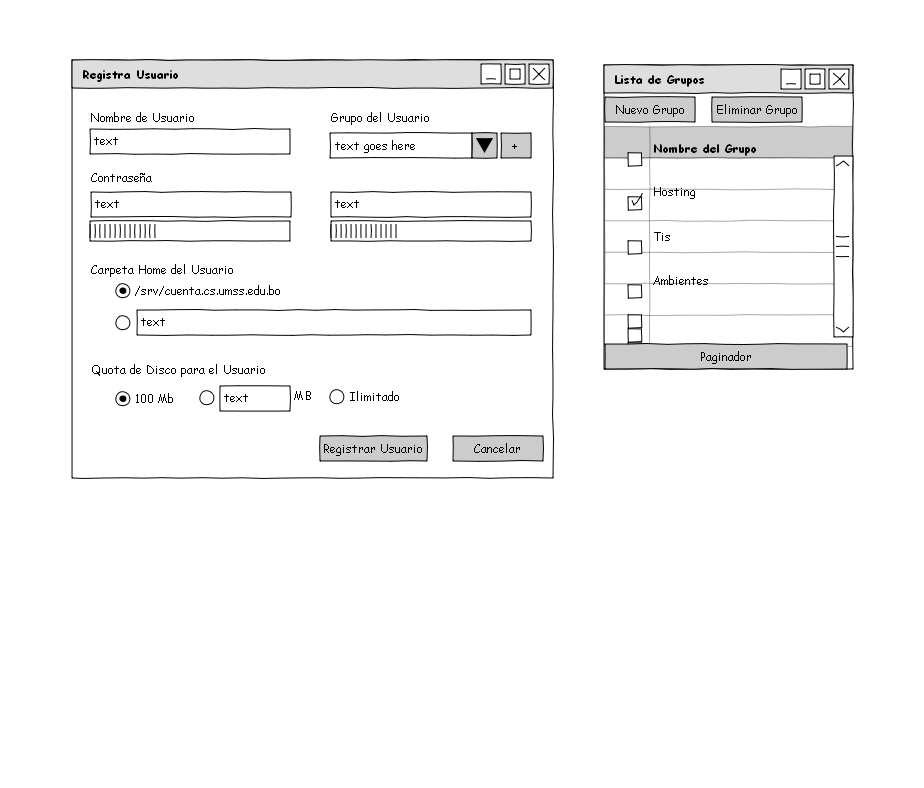 Registra Usuario
Nombre de Usuario
text
Grupo del Usuario
text goes here
+
Contraseña
text
text
Carpeta Home del Usuario
/srv/cuenta.cs.umss.edu.bo
text
Quota de Disco para el Usuario
100 Mb
text
MB
Ilimitado
Registrar Usuario
Cancelar
Lista de Grupos
Nuevo Grupo
Eliminar Grupo
Nombre del Grupo
Hosting
Tis
Ambientes
Paginador